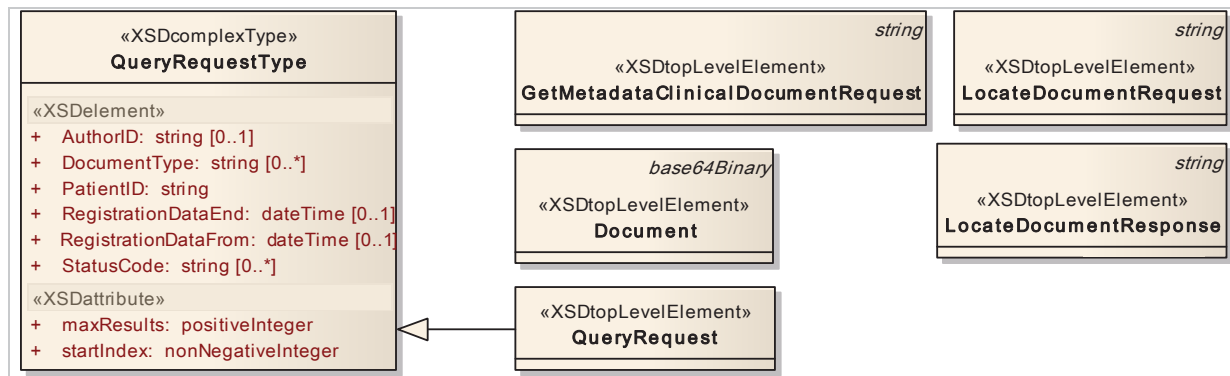 «XSDcomplexType»
QueryRequestType
«XSDelement»
+ AuthorID: string [0..1]
+ DocumentType: string [0..*]
+ PatientID: string
+ RegistrationDataEnd: dateTime [0..1]
+ RegistrationDataFrom: dateTime [0..1]
+ StatusCode: string [0..*]
«XSDattribute»
+ maxResults: positiveInteger
+ startIndex: nonNegativeInteger
string
«XSDtopLevelElement»
GetMetadataClinicalDocumentRequest
string
«XSDtopLevelElement»
LocateDocumentRequest
base64Binary
«XSDtopLevelElement»
Document
string
«XSDtopLevelElement»
LocateDocumentResponse
«XSDtopLevelElement»
QueryRequest